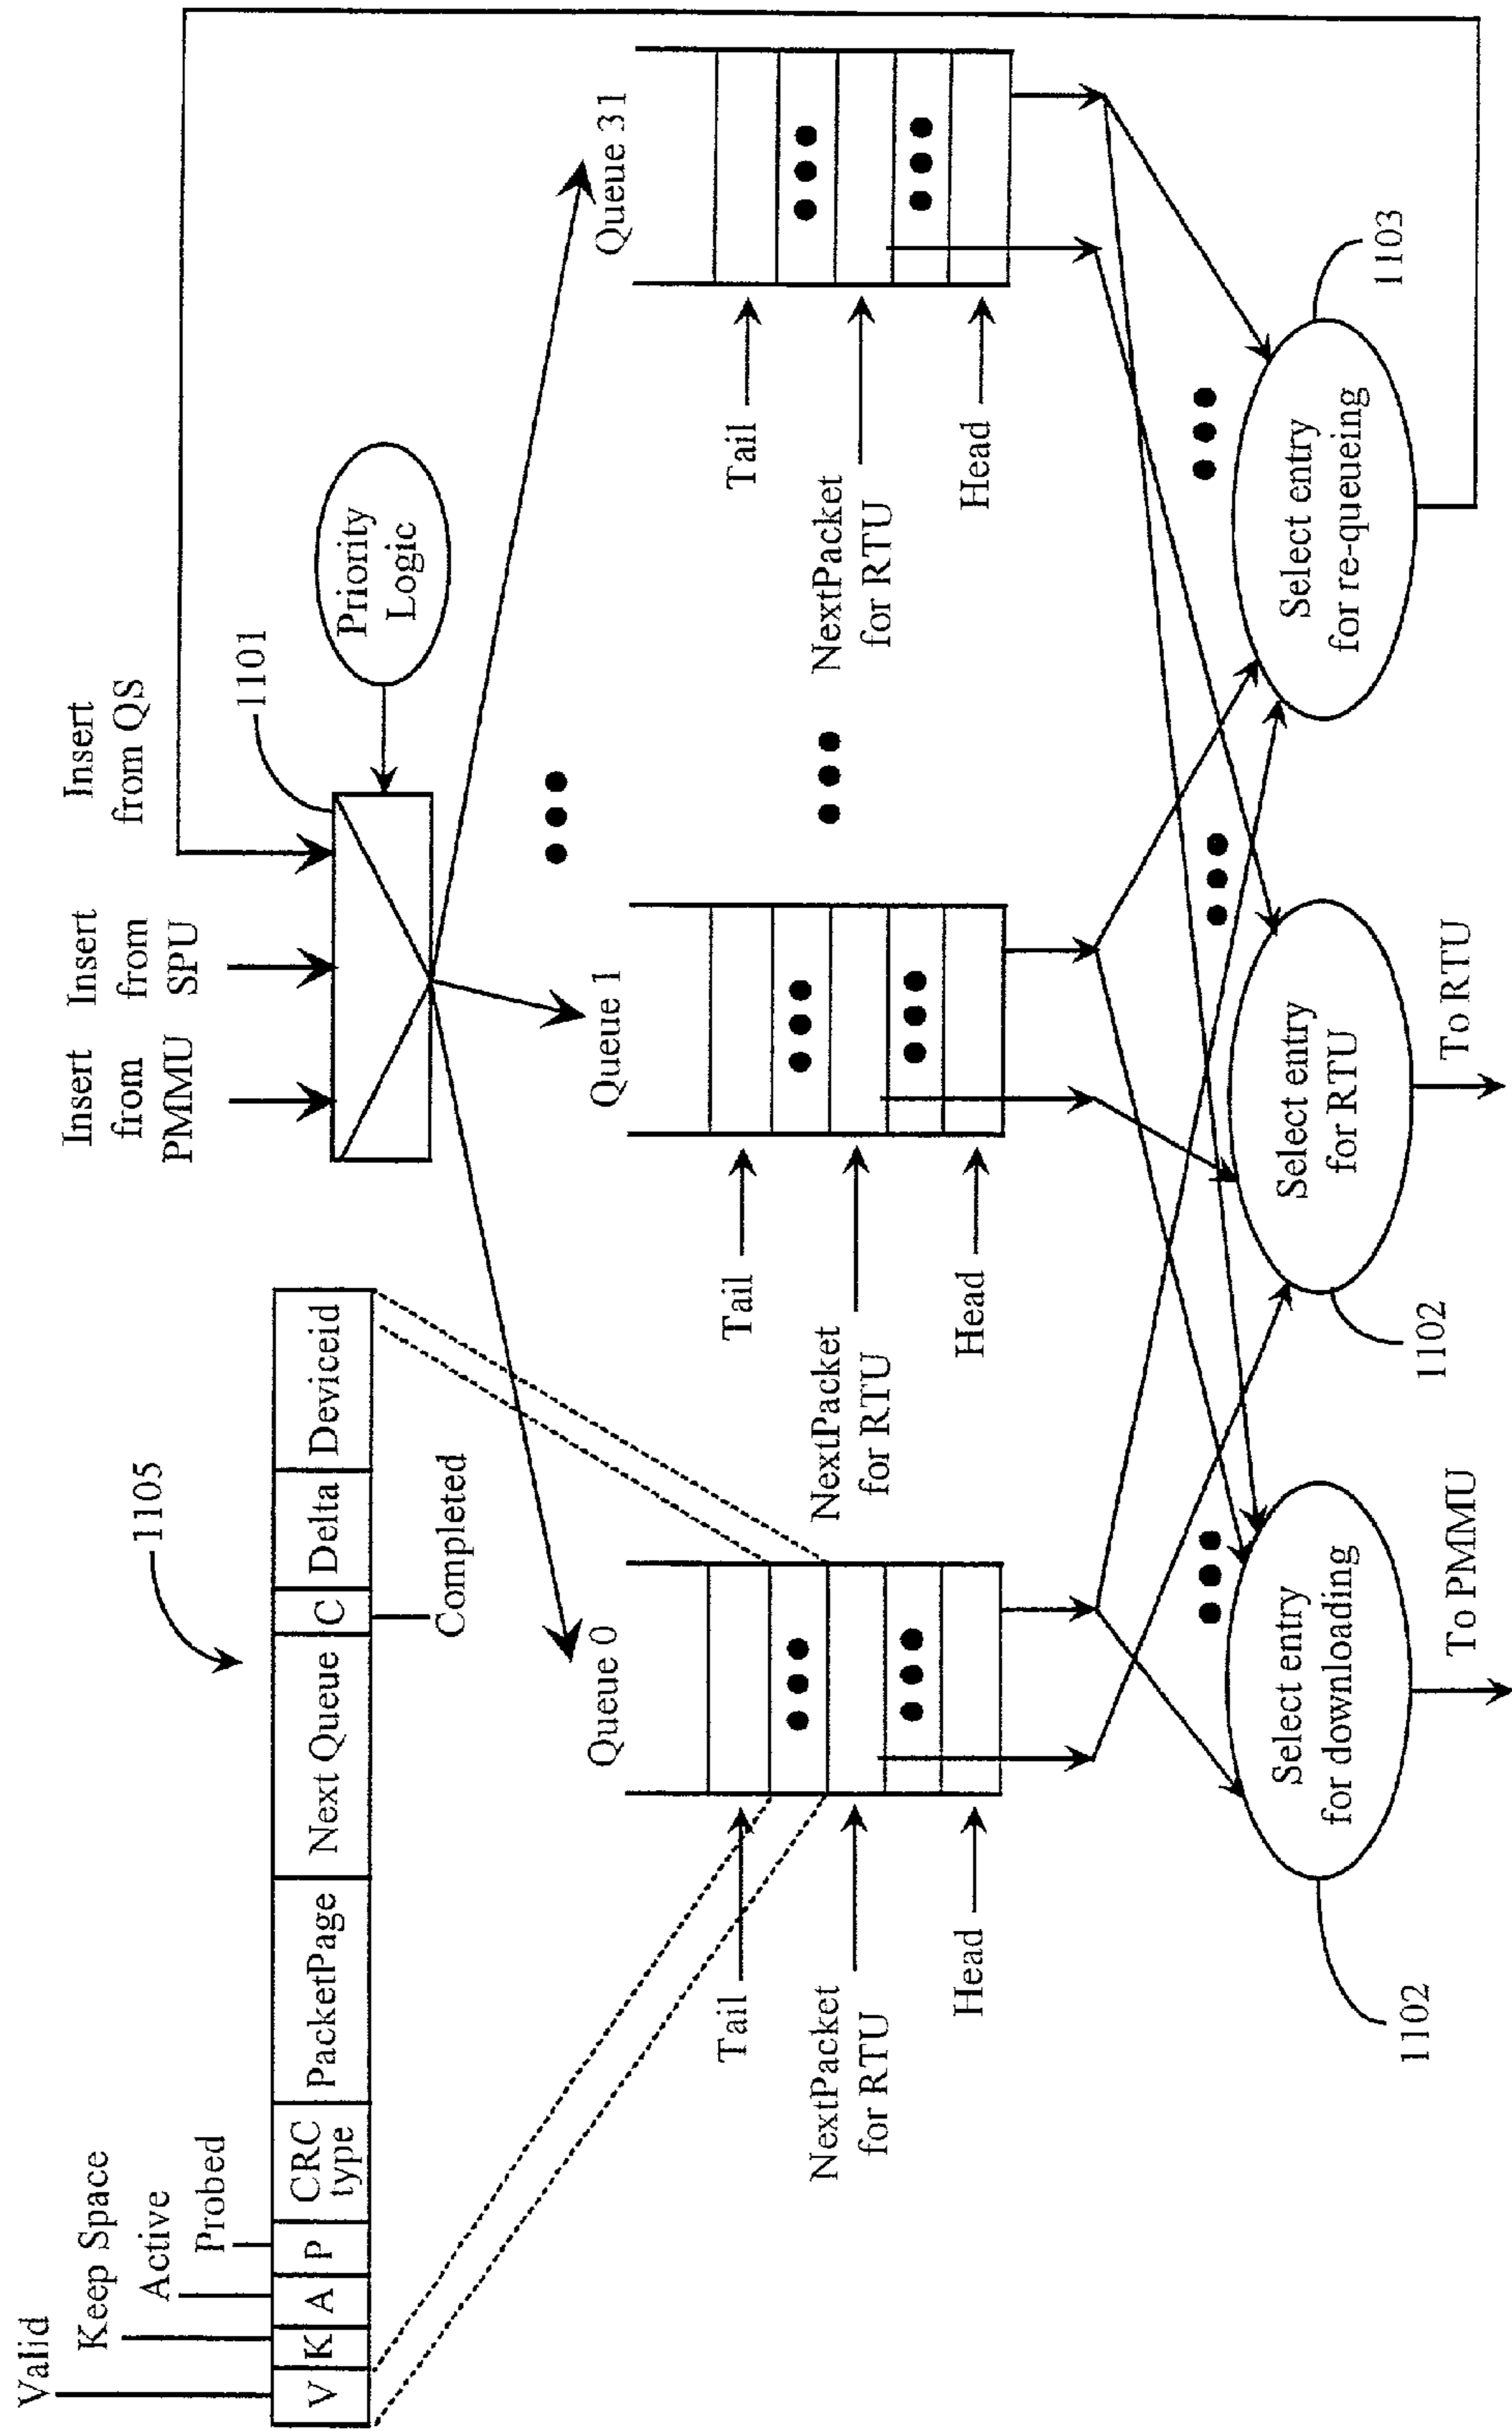 Valid
Keep Space
Active
Probed
V
K
A
P
CRC
type
PacketPage
Next Queue
C
Delta
Deviceid
Completed
1105
Insert
from
PMMU
Insert
from
SPU
Insert
from QS
1101
Priority
Logic
Queue 0
Tail
NextPacket
for RTU
Head
Queue 1
Tail
NextPacket
for RTU
Head
Queue 31
Tail
NextPacket
for RTU
Head
Select entry
for downloading
1102
To PMMU
Select entry
for RTU
1102
To RTU
Select entry
for re-queueing
1103